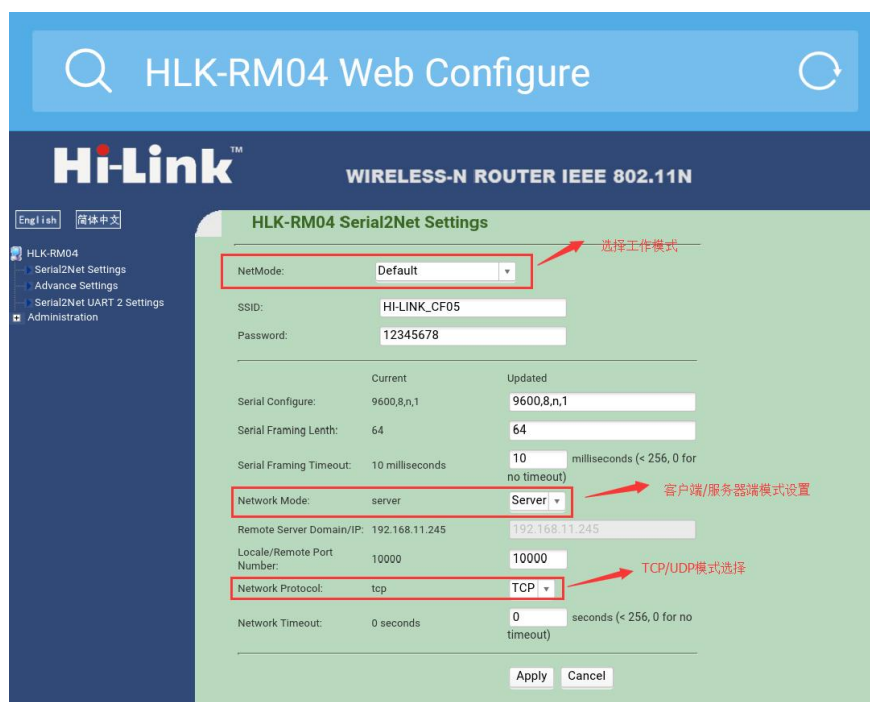 HLK-RM04 Web Configure
Hi-Link™
WIRELESS-N ROUTER IEEE 802.11N
English 简体中文
HLK-RM04
Serial2Net Settings
Advance Settings
Serial2Net UART 2 Settings
Administration
HLK-RM04 Serial2Net Settings
选择工作模式
NetMode: Default
SSID: HI-LINK_CF05
Password: 12345678
Current Updated
Serial Configure: 9600,8,n,1 9600,8,n,1
Serial Framing Lenth: 64 64
Serial Framing Timeout: 10 milliseconds 10 milliseconds (< 256, 0 for
no timeout)
客户端/服务器端模式设置
Network Mode: server Server
Remote Server Domain/IP: 192.168.11.245 192.168.11.245
Locale/Remote Port
Number: 10000 10000
TCP/UDP模式选择
Network Protocol: tcp TCP
Network Timeout: 0 seconds 0 seconds (< 256, 0 for no
timeout)
Apply Cancel